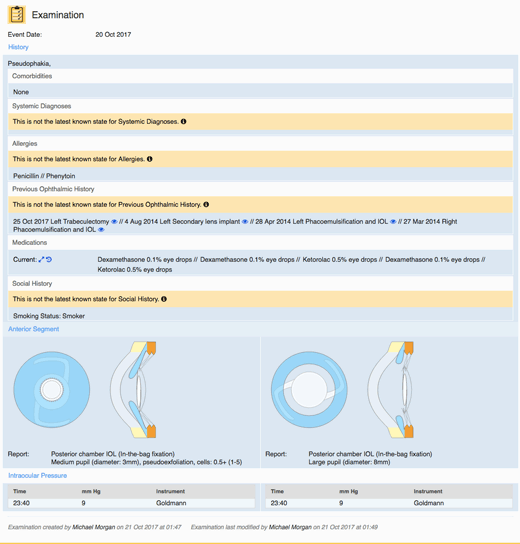 Examination
Event Date: 20 Oct 2017
History
Pseudophakia,
Comorbidities
None
Systemic Diagnoses
This is not the latest known state for Systemic Diagnoses.
Allergies
This is not the latest known state for Allergies.
Penicillin // Phenytoin
Previous Ophthalmic History
This is not the latest known state for Previous Ophthalmic History.
25 Oct 2017 Left Trabeculectomy // 4 Aug 2014 Left Secondary lens implant // 28 Apr 2014 Left Phacoemulsification and IOL // 27 Mar 2014 Right
Phacoemulsification and IOL
Medications
Current: Dexamethasone 0.1% eye drops // Dexamethasone 0.1% eye drops // Ketorolac 0.5% eye drops // Dexamethasone 0.1% eye drops //
Ketorolac 0.5% eye drops
Social History
This is not the latest known state for Social History.
Smoking Status: Smoker
Anterior Segment
Report: Posterior chamber IOL (In-the-bag fixation)
Medium pupil (diameter: 3mm), pseudoexfoliation, cells: 0.5+ (1-5)
Report: Posterior chamber IOL (In-the-bag fixation)
Large pupil (diameter: 8mm)
Intraocular Pressure
Time mm Hg Instrument
23:40 9 Goldmann
Time mm Hg Instrument
23:40 9 Goldmann
Examination created by Michael Morgan on 21 Oct 2017 at 01:47 Examination last modified by Michael Morgan on 21 Oct 2017 at 01:49